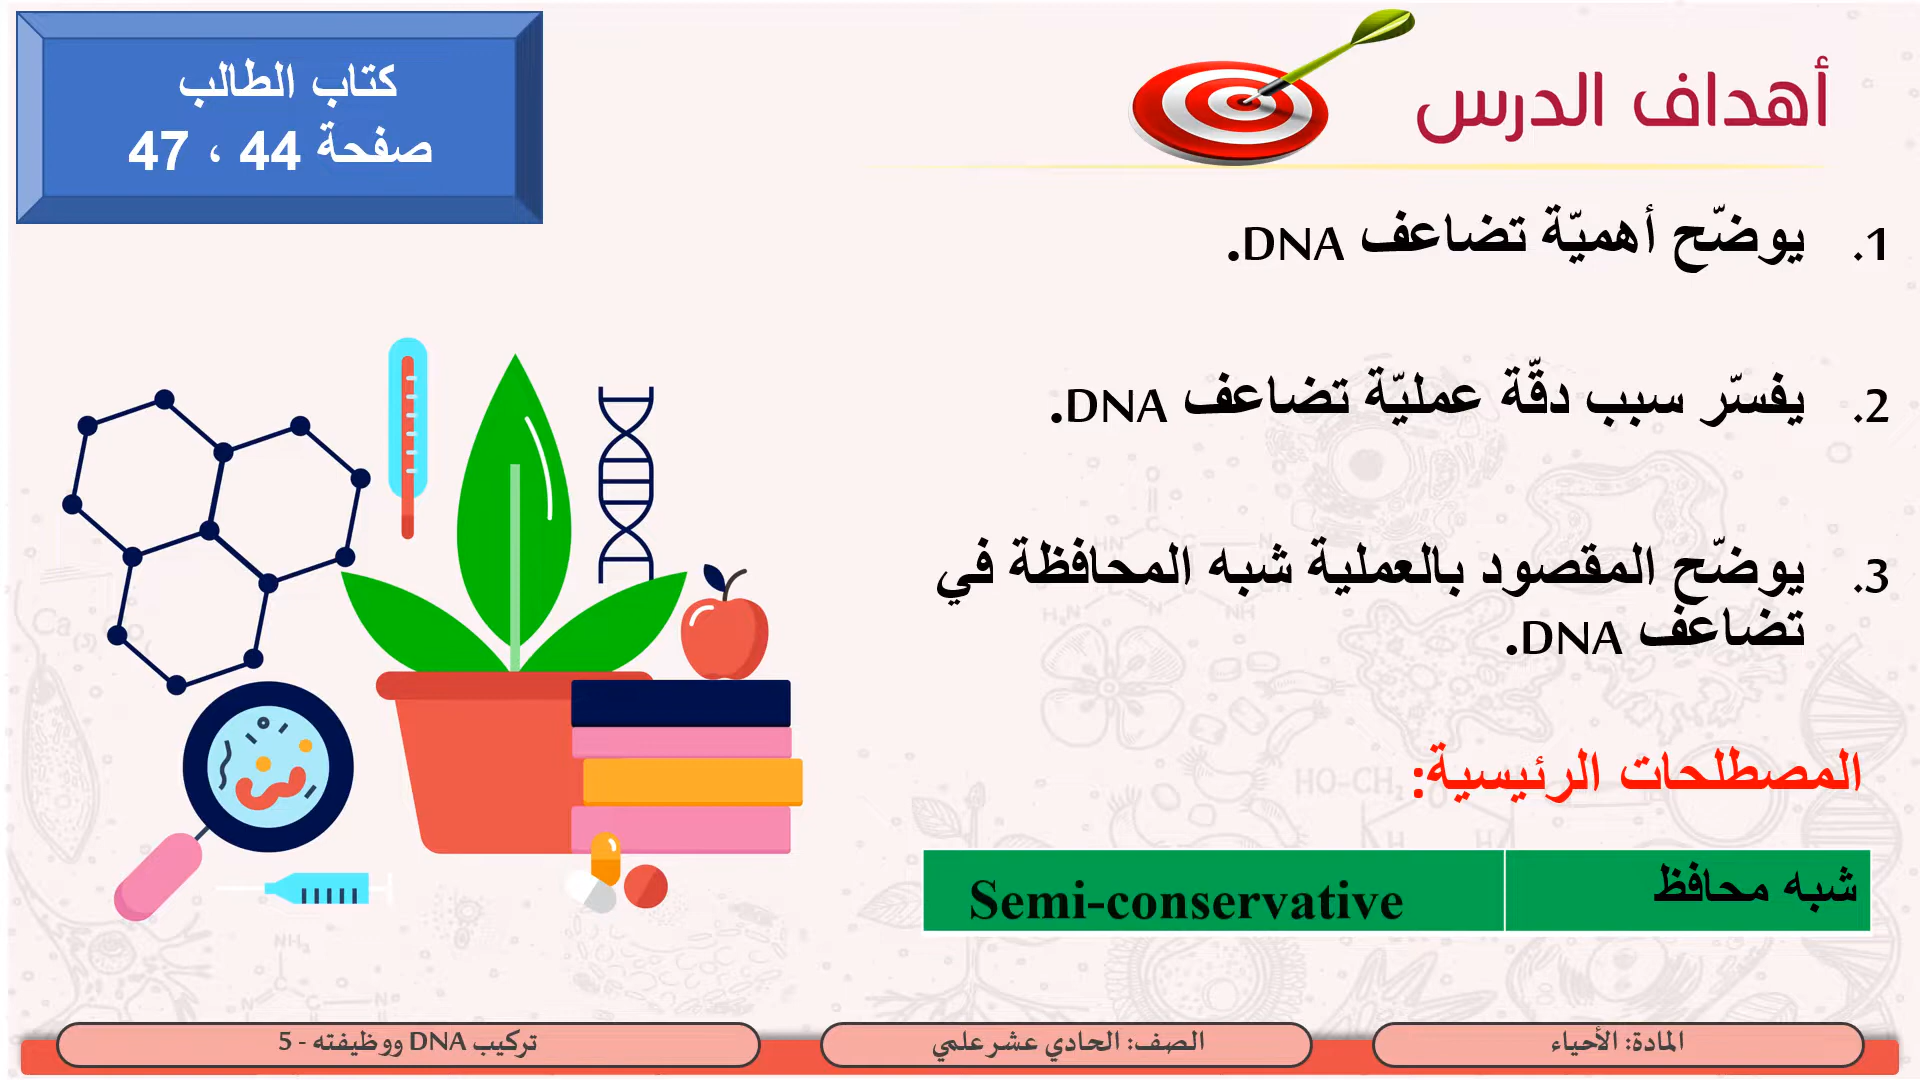 كتاب الطالب
صفحة 44 ، 47
أهداف الدرس
1. يوضّح أهميّة تضاعف DNA.
2. يفسّر سبب دقّة عمليّة تضاعف DNA.
3. يوضّح المقصود بالعملية شبه المحافظة في
تضاعف DNA.
المصطلحات الرئيسية:
شبه محافظ
Semi-conservative
المادة: الأحياء
الصف: الحادي عشر علمي
تركيب DNA ووظيفته - 5